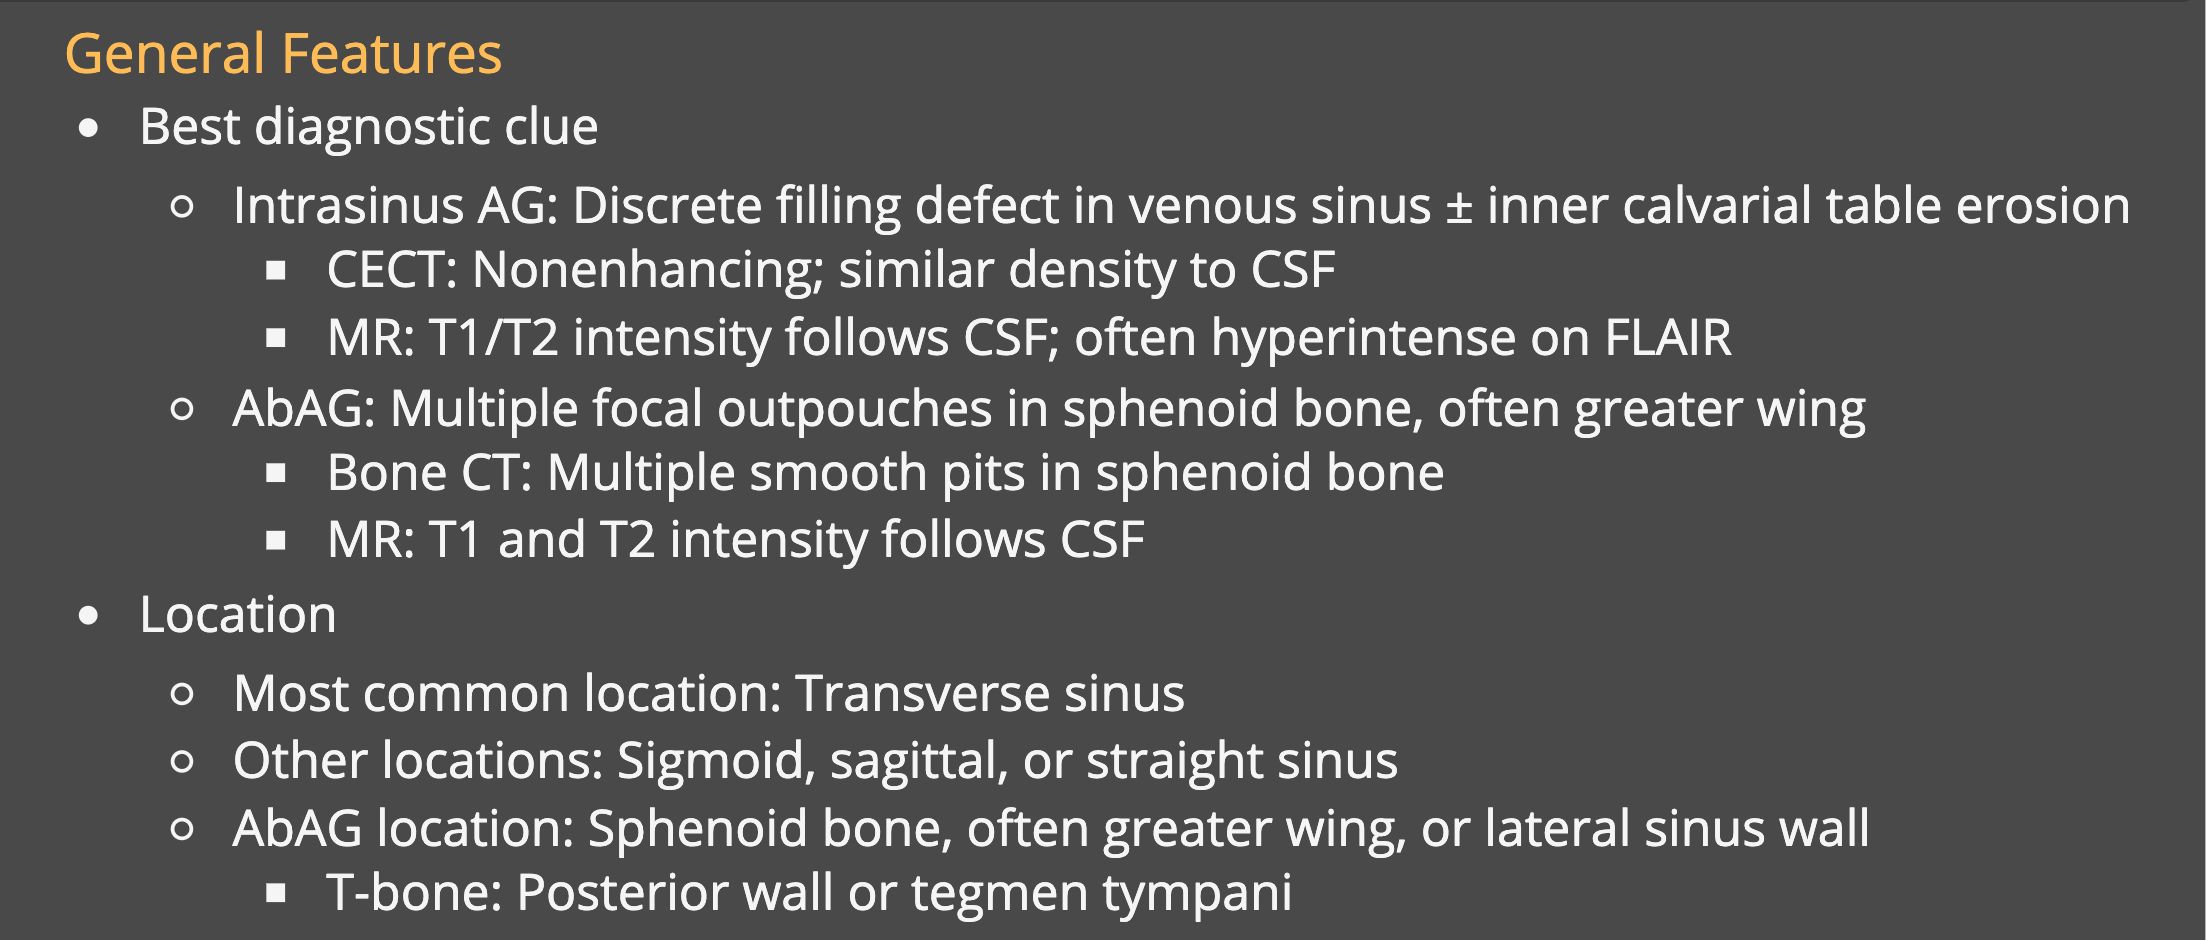 General Features
• Best diagnostic clue
○ Intrasinus AG: Discrete filling defect in venous sinus ± inner calvarial table erosion
▪ CECT: Nonenhancing; similar density to CSF
▪ MR: T1/T2 intensity follows CSF; often hyperintense on FLAIR
○ AbAG: Multiple focal outpouches in sphenoid bone, often greater wing
▪ Bone CT: Multiple smooth pits in sphenoid bone
▪ MR: T1 and T2 intensity follows CSF
• Location
○ Most common location: Transverse sinus
○ Other locations: Sigmoid, sagittal, or straight sinus
○ AbAG location: Sphenoid bone, often greater wing, or lateral sinus wall
▪ T-bone: Posterior wall or tegmen tympani